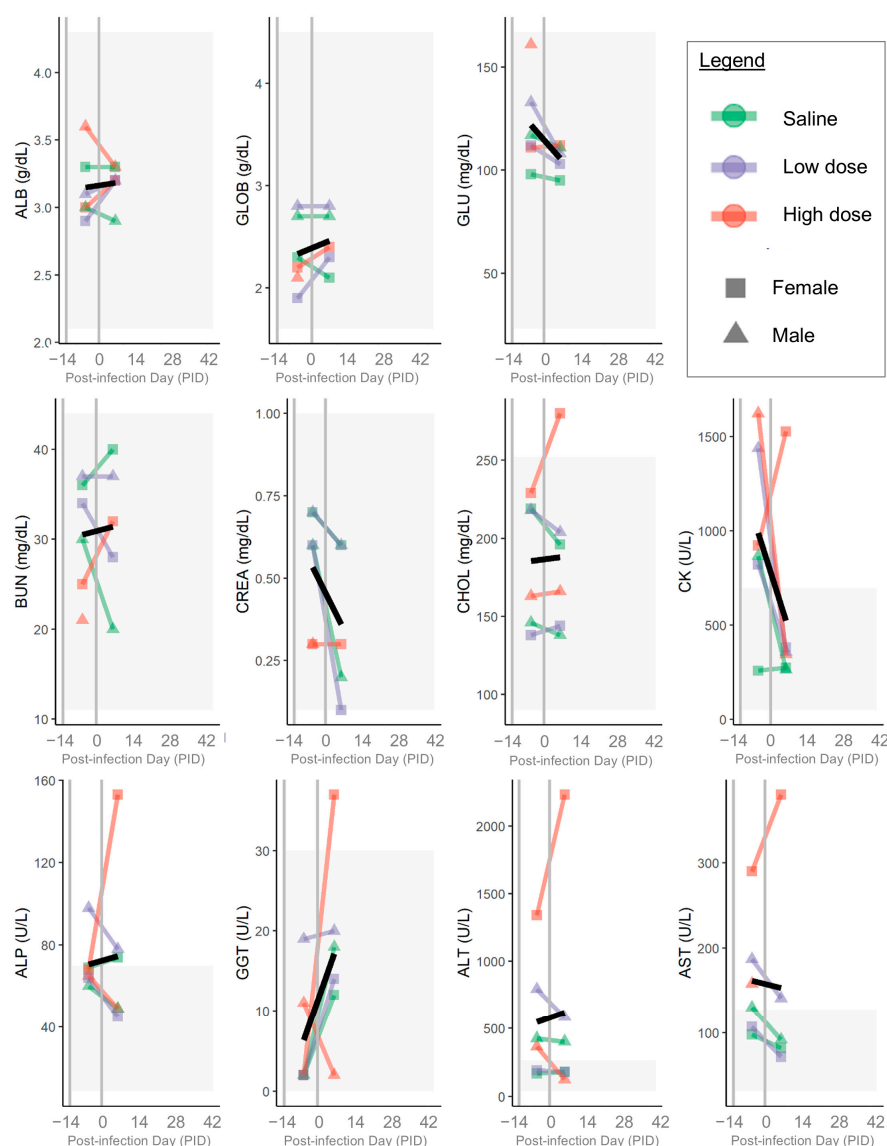 ALB (g/dL)
4.0
3.5
3.0
2.5
2.0
−14 0 14 28 42
Post-infection Day (PID)
GLOB (g/dL)
4
3
2
−14 0 14 28 42
Post-infection Day (PID)
GLU (mg/dL)
150
100
50
−14 0 14 28 42
Post-infection Day (PID)
Legend
Saline
Low dose
High dose
Female
Male
BUN (mg/dL)
40
30
20
10
−14 0 14 28 42
Post-infection Day (PID)
CREA (mg/dL)
1.00
0.75
0.50
0.25
−14 0 14 28 42
Post-infection Day (PID)
CHOL (mg/dL)
250
200
150
100
−14 0 14 28 42
Post-infection Day (PID)
CK (U/L)
1500
1000
500
0
−14 0 14 28 42
Post-infection Day (PID)
ALP (U/L)
160
120
80
40
−14 0 14 28 42
Post-infection Day (PID)
GGT (U/L)
30
20
10
0
−14 0 14 28 42
Post-infection Day (PID)
ALT (U/L)
2000
1500
1000
500
0
−14 0 14 28 42
Post-infection Day (PID)
AST (U/L)
300
200
100
−14 0 14 28 42
Post-infection Day (PID)